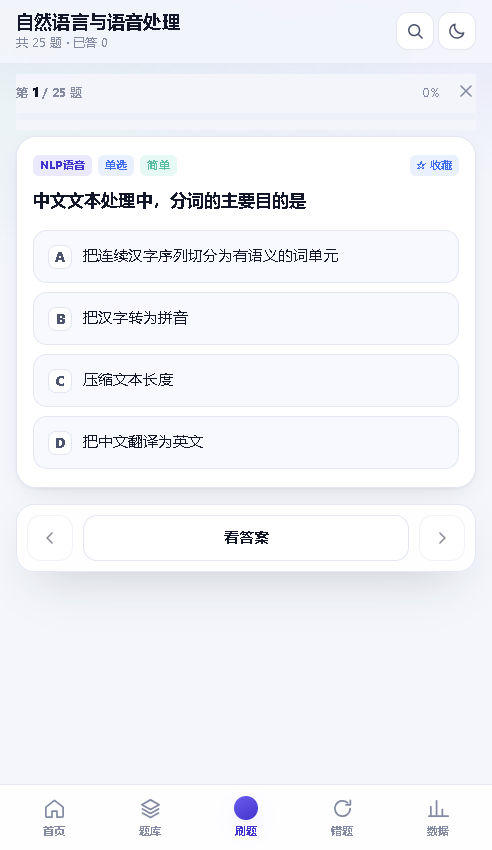 自然语言与语音处理
共 25 题 · 已答 0
第 1 / 25 题
0%
NLP语音 单选 简单 ☆ 收藏
中文文本处理中，分词的主要目的是
A 把连续汉字序列切分为有语义的词单元
B 把汉字转为拼音
C 压缩文本长度
D 把中文翻译为英文
看答案
首页 题库 刷题 错题 数据